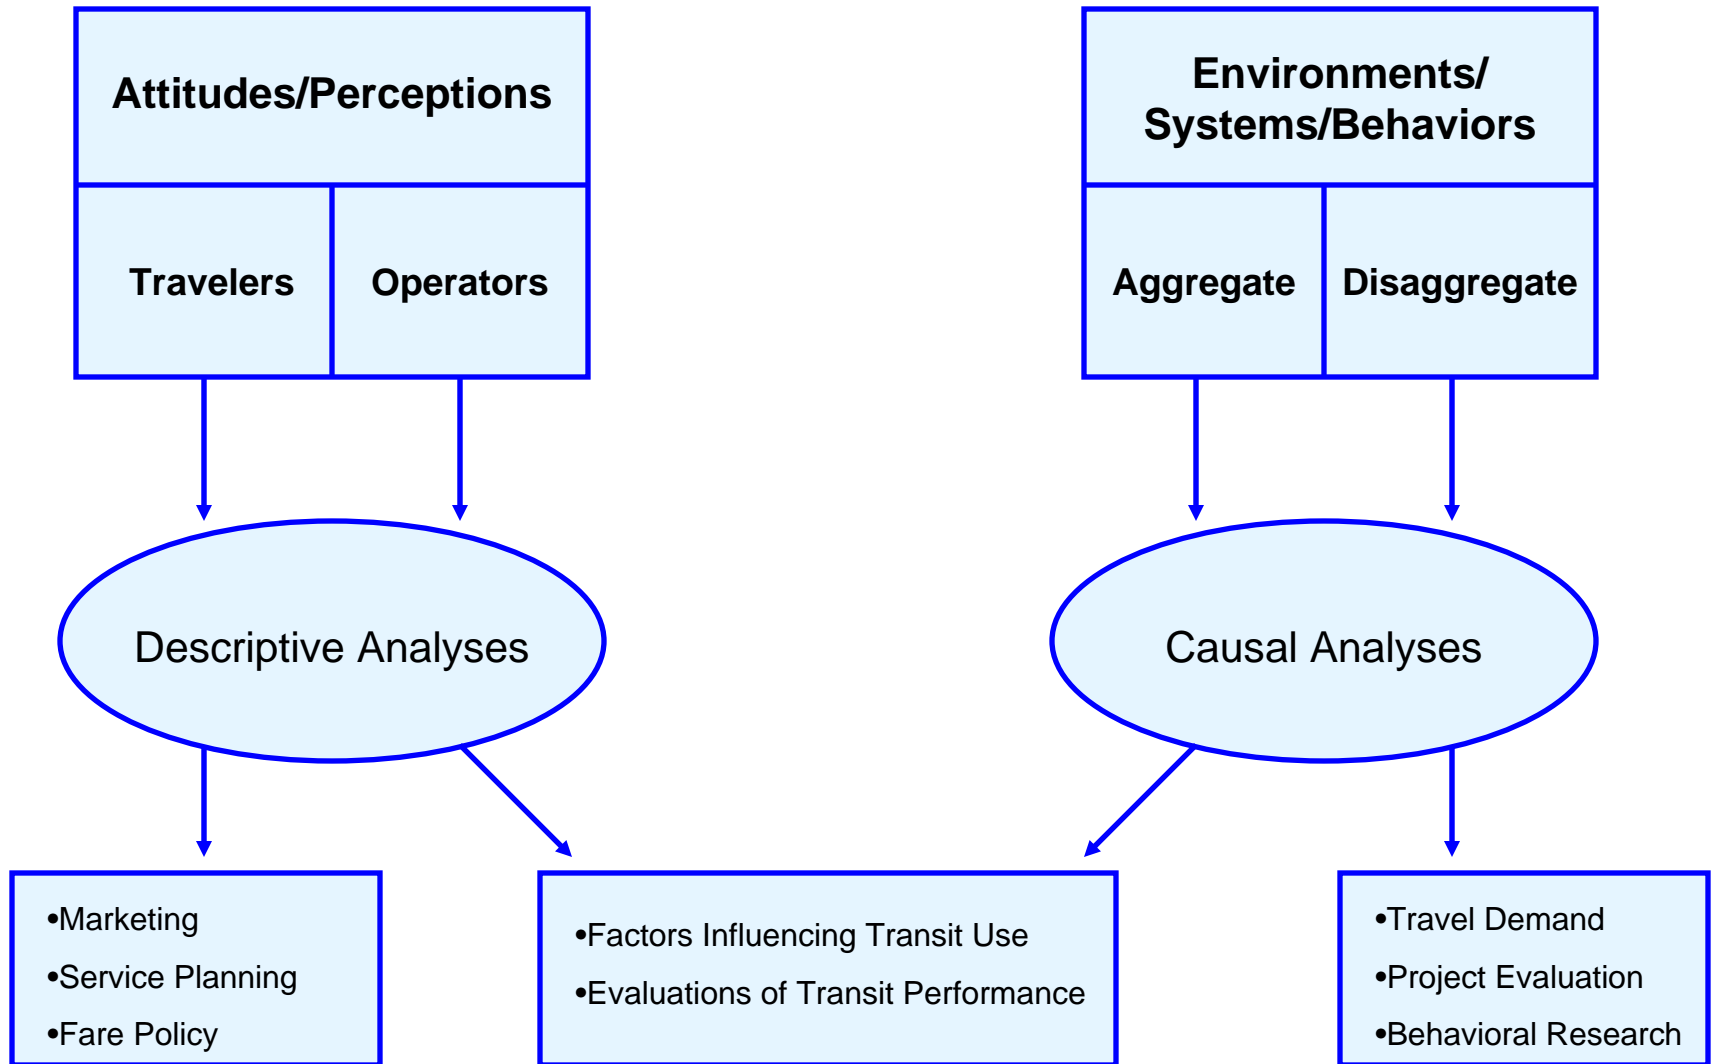 Attitudes/Perceptions
Travelers
Operators
Environments/
Systems/Behaviors
Aggregate
Disaggregate
Descriptive Analyses
Causal Analyses
•Marketing
•Service Planning
•Fare Policy
•Factors Influencing Transit Use
•Evaluations of Transit Performance
•Travel Demand
•Project Evaluation
•Behavioral Research